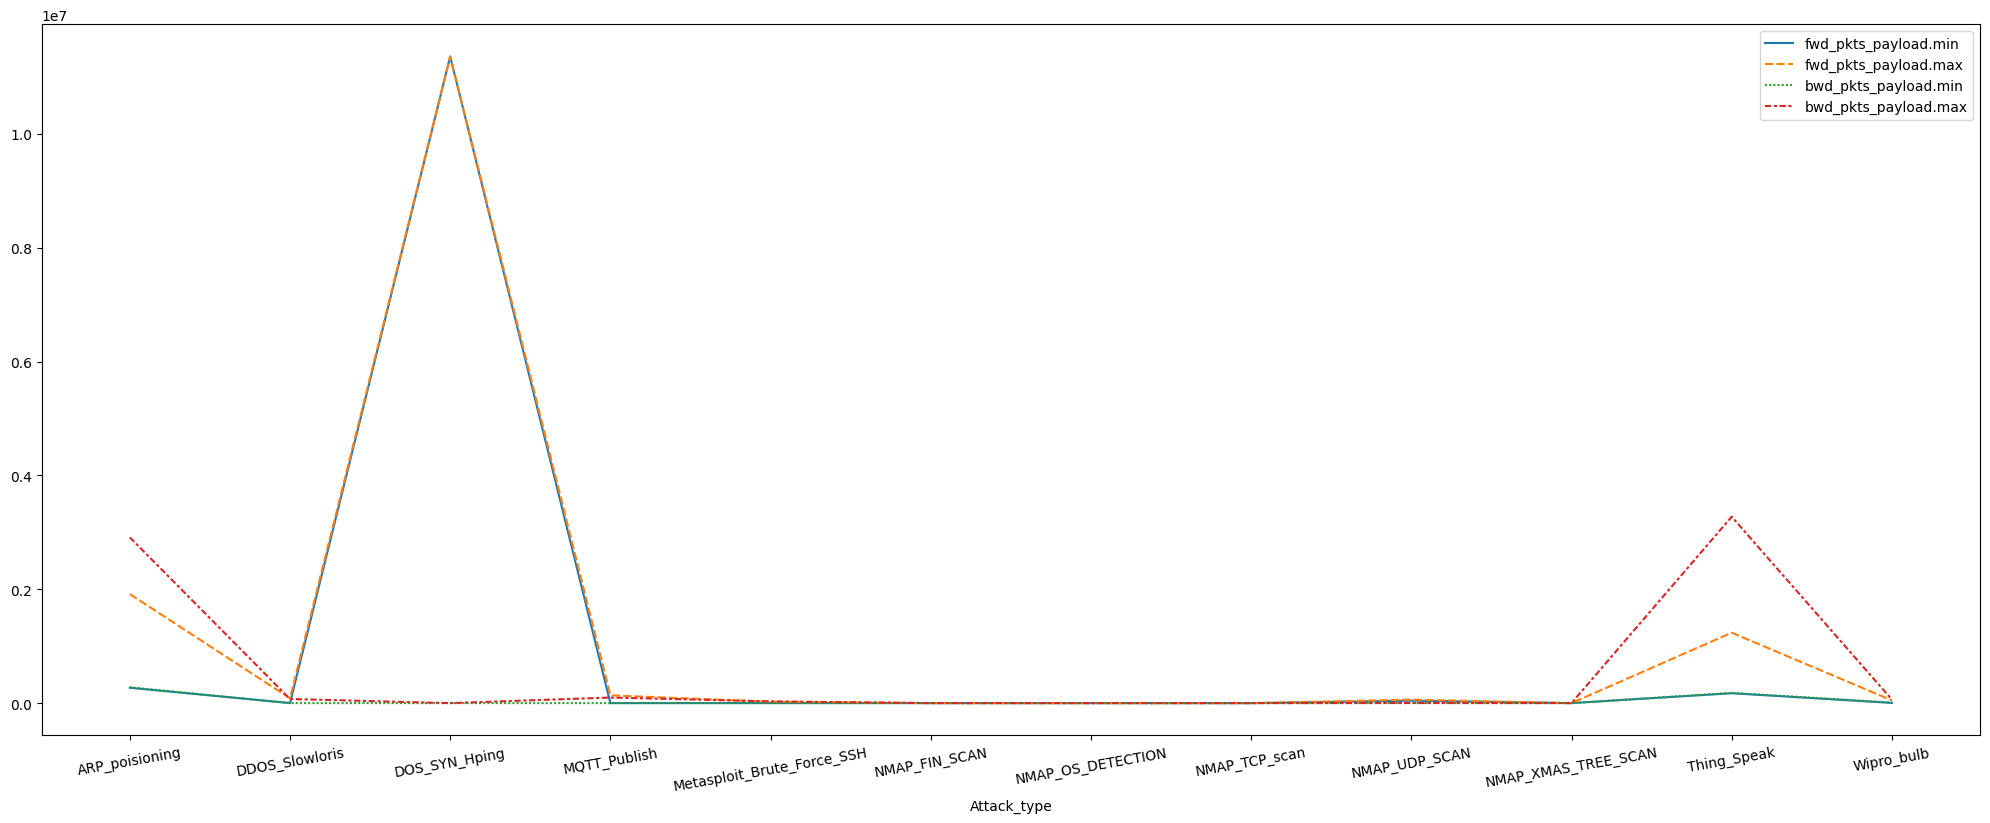 1e7
fwd_pkts_payload.min
fwd_pkts_payload.max
bwd_pkts_payload.min
bwd_pkts_payload.max
1.0
0.8
0.6
0.4
0.2
0.0
ARP_poisioning DDOS_Slowloris DOS_SYN_Hping MQTT_Publish Metasploit_Brute_Force_SSH NMAP_FIN_SCAN NMAP_OS_DETECTION NMAP_TCP_scan NMAP_UDP_SCAN NMAP_XMAS_TREE_SCAN Thing_Speak Wipro_bulb
Attack_type